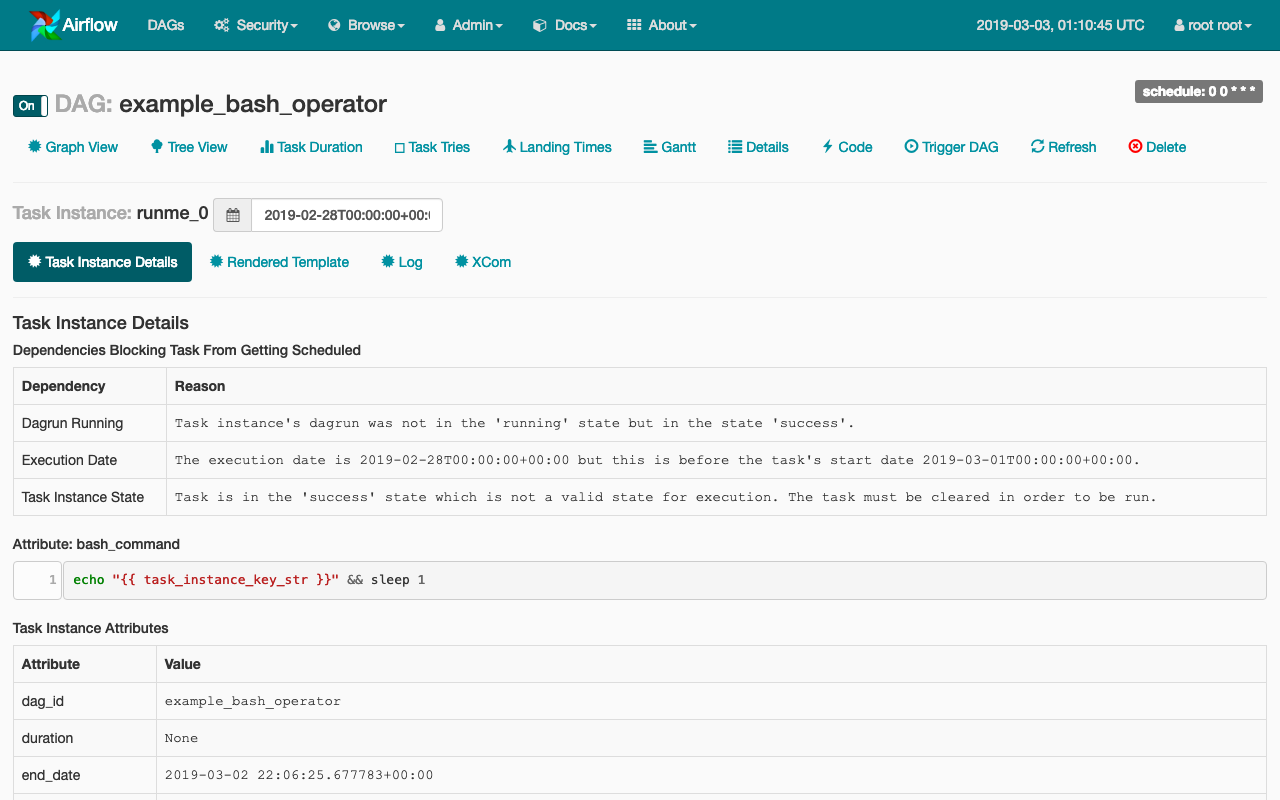 Airflow DAGs Security Browse Admin Docs About 2019-03-03, 01:10:45 UTC root root
On DAG: example_bash_operator schedule: 0 0 * * *
Graph View Tree View Task Duration Task Tries Landing Times Gantt Details Code Trigger DAG Refresh Delete
Task Instance: runme_0 2019-02-28T00:00:00+00:
Task Instance Details Rendered Template Log XCom
Task Instance Details
Dependencies Blocking Task From Getting Scheduled
Dependency Reason
Dagrun Running Task instance's dagrun was not in the 'running' state but in the state 'success'.
Execution Date The execution date is 2019-02-28T00:00:00+00:00 but this is before the task's start date 2019-03-01T00:00:00+00:00.
Task Instance State Task is in the 'success' state which is not a valid state for execution. The task must be cleared in order to be run.
Attribute: bash_command
1 echo "{{ task_instance_key_str }}" && sleep 1
Task Instance Attributes
Attribute Value
dag_id example_bash_operator
duration None
end_date 2019-03-02 22:06:25.677783+00:00